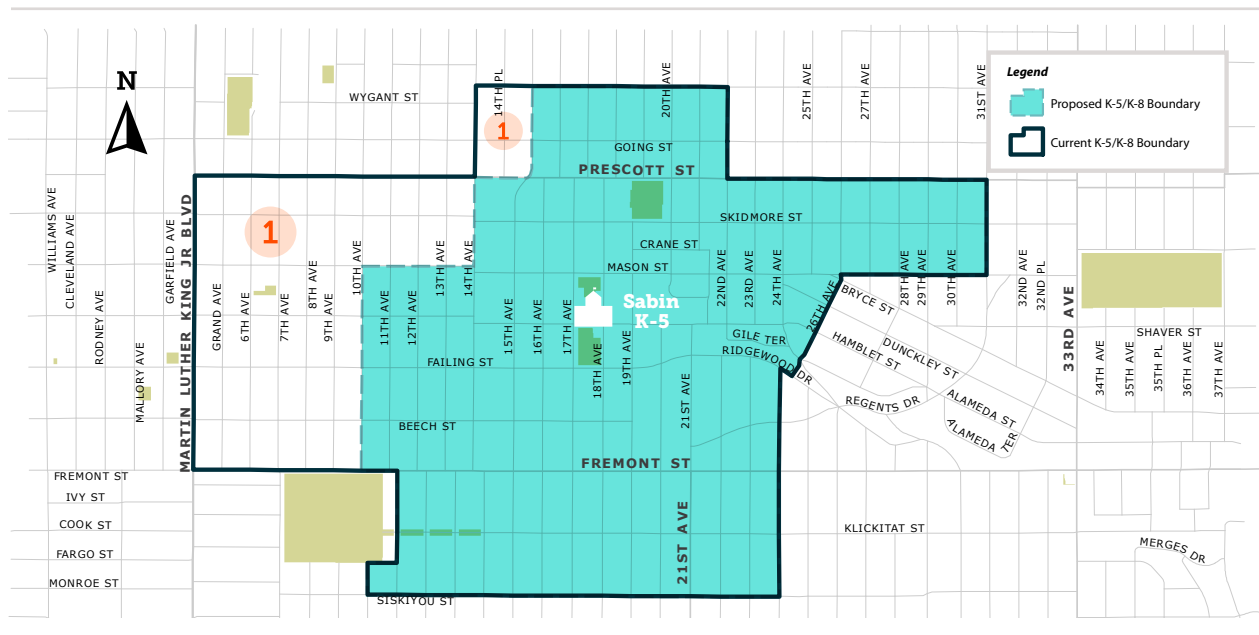 N
WYGANT ST
14TH PL
20TH AVE
25TH AVE
27TH AVE
31ST AVE
Legend
Proposed K-5/K-8 Boundary
Current K-5/K-8 Boundary
1
GOING ST
PRESCOTT ST
WILLIAMS AVE
CLEVELAND AVE
RODNEY AVE
MALLORY AVE
GARFIELD AVE
MARTIN LUTHER KING JR BLVD
GRAND AVE
6TH AVE
7TH AVE
8TH AVE
9TH AVE
10TH AVE
1
11TH AVE
12TH AVE
13TH AVE
14TH AVE
15TH AVE
16TH AVE
17TH AVE
18TH AVE
19TH AVE
21ST AVE
22ND AVE
23RD AVE
24TH AVE
26TH AVE
28TH AVE
29TH AVE
30TH AVE
32ND AVE
32ND PL
33RD AVE
34TH AVE
35TH AVE
35TH PL
36TH AVE
37TH AVE
SKIDMORE ST
CRANE ST
MASON ST
Sabin
K-5
BRYCE ST
SHAVER ST
GILE TER
RIDGEWOOD DR
HAMBLET ST
DUNCKLEY ST
FAILING ST
REGENTS DR
ALAMEDA ST
ALAMEDA TER
BEECH ST
FREMONT ST
FREMONT ST
IVY ST
COOK ST
FARGO ST
MONROE ST
21ST AVE
KLICKITAT ST
MERGES DR
SISKIYOU ST